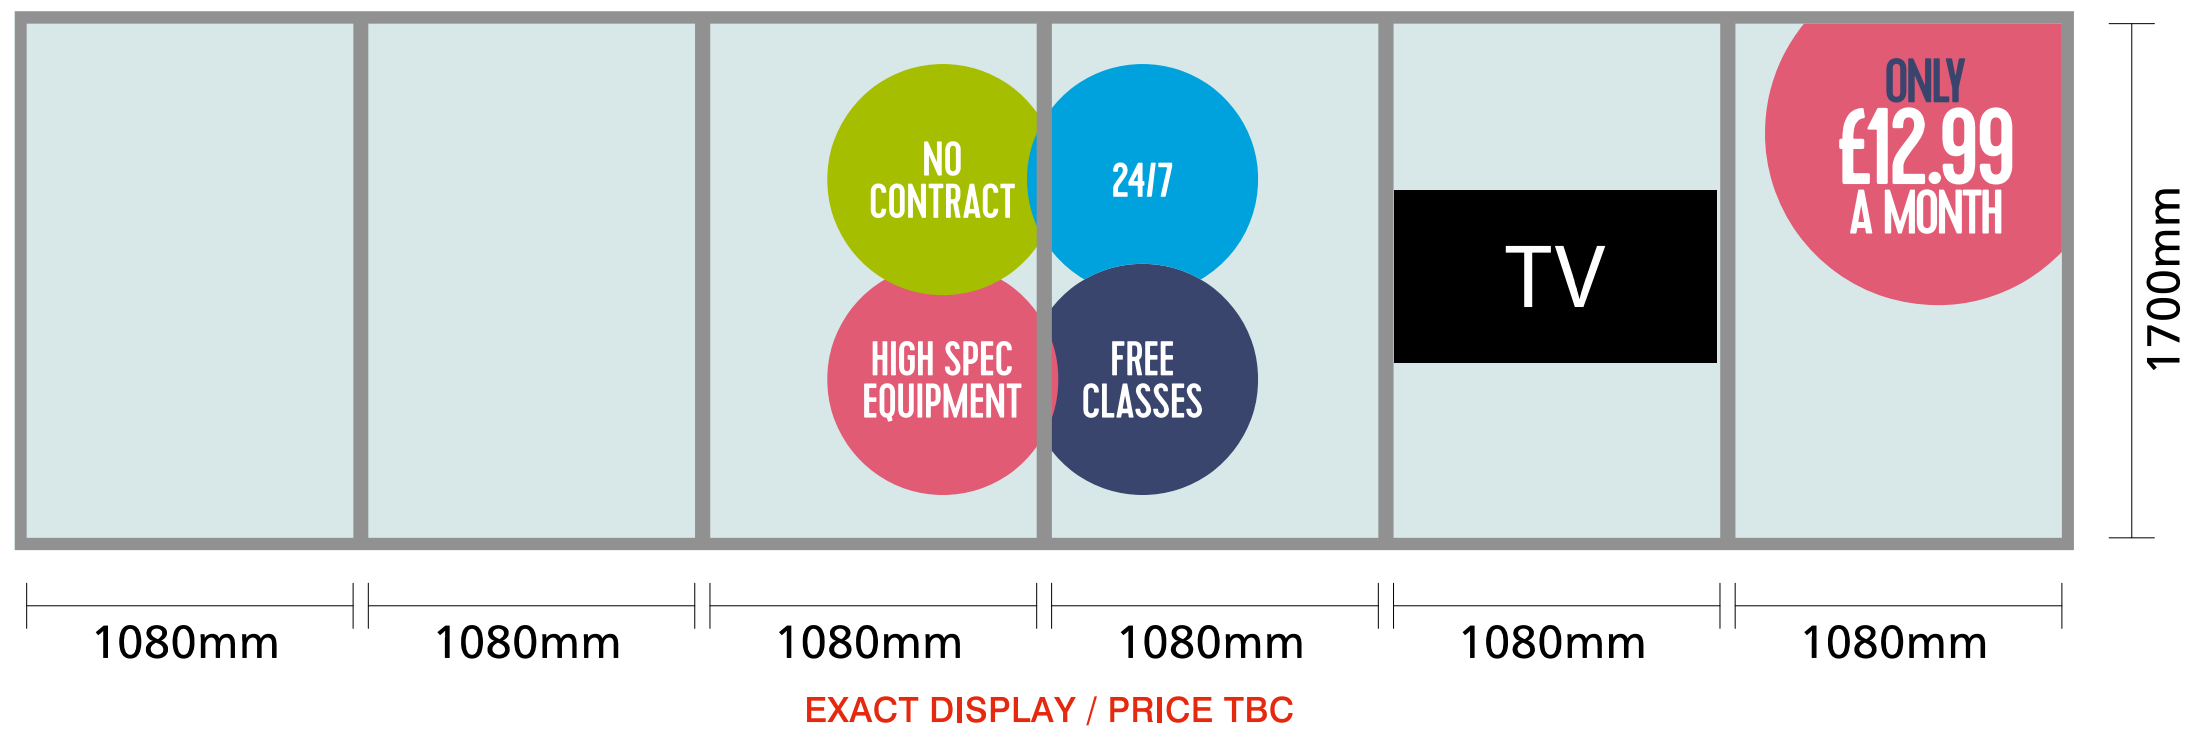 NO
CONTRACT
24/7
HIGH SPEC
EQUIPMENT
FREE
CLASSES
TV
ONLY
£12.99
A MONTH
1700mm
1080mm
1080mm
1080mm
1080mm
1080mm
1080mm
EXACT DISPLAY / PRICE TBC